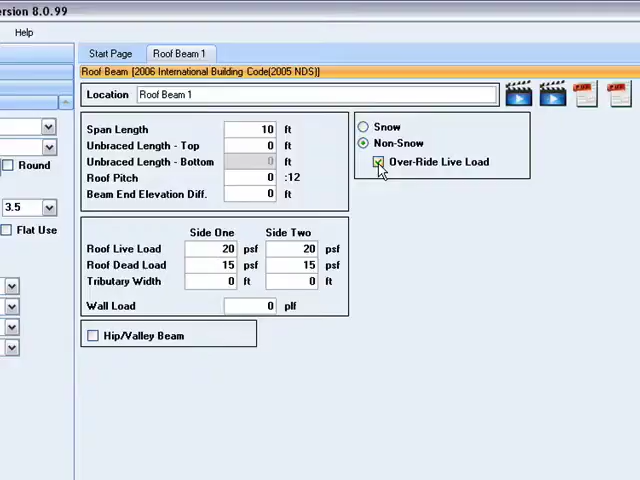 ersion 8.0.99
Help
Start Page Roof Beam 1
Roof Beam [2006 International Building Code(2005 NDS)]
Location Roof Beam 1
Span Length 10 ft
Unbraced Length - Top 0 ft
Unbraced Length - Bottom 0 ft
Roof Pitch 0 :12
Beam End Elevation Diff. 0 ft
Snow
Non-Snow
Over-Ride Live Load
Round
3.5
Flat Use
Side One Side Two
Roof Live Load 20 psf 20 psf
Roof Dead Load 15 psf 15 psf
Tributary Width 0 ft 0 ft
Wall Load 0 plf
Hip/Valley Beam